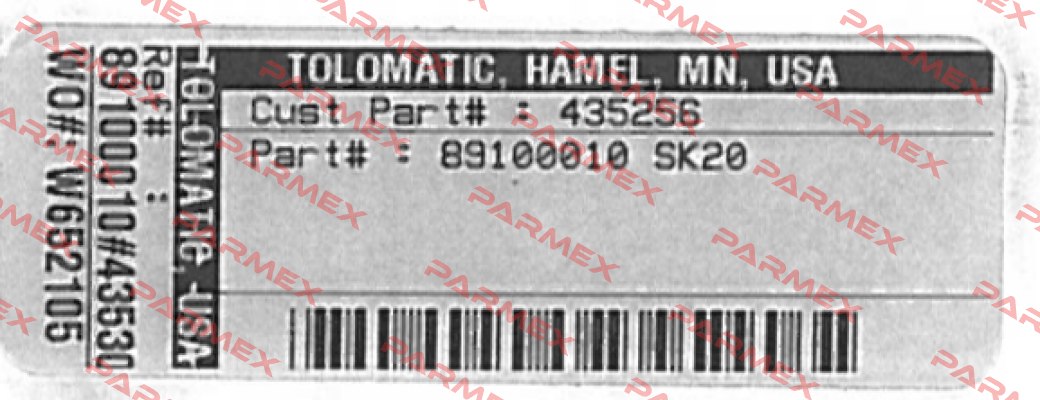 TOLOMATIC, HAMEL, MN, USA
Cust Part# : 435256
Part# : 89100010 SK20
TOLOMATIC, USA
Ref# :
89100010#43530
WO#: W652105
PARMEX